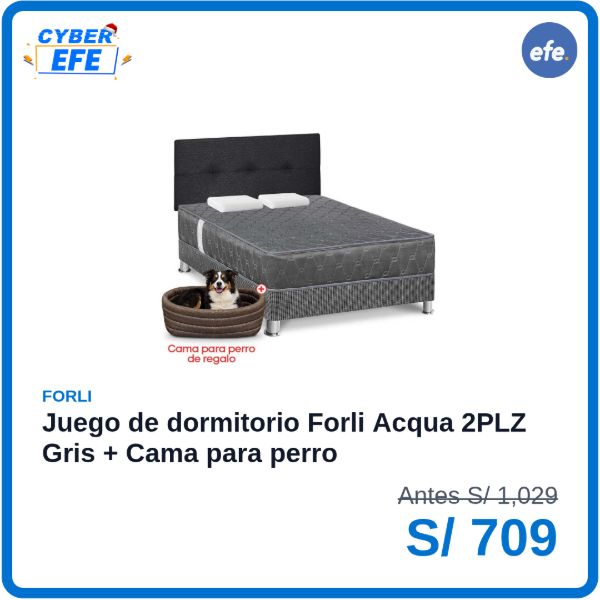 CYBER
EFE
efe.
Cama para perro
de regalo
FORLI
Juego de dormitorio Forli Acqua 2PLZ
Gris + Cama para perro
Antes S/ 1,029
S/ 709